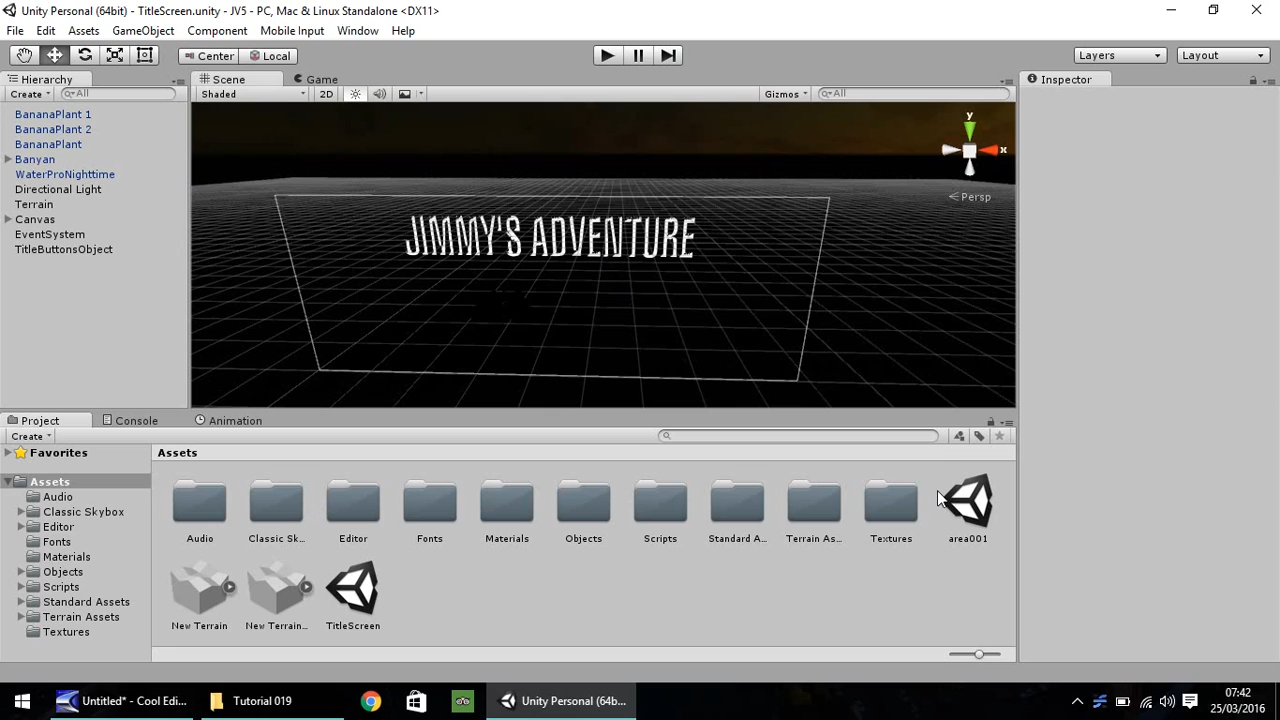 Unity Personal (64bit) - TitleScreen.unity - JV5 - PC, Mac & Linux Standalone <DX11>
File Edit Assets GameObject Component Mobile Input Window Help
Center Local Layers Layout
Hierarchy Scene Game Inspector
Create All Shaded 2D Gizmos All
BananaPlant 1
BananaPlant 2
BananaPlant
Banyan
WaterProNighttime
Directional Light
Terrain
Canvas
EventSystem
TitleButtonsObject
y
x
Persp
JIMMY'S ADVENTURE
Project Console Animation
Create
Favorites
Assets
Audio
Classic Skybox
Editor
Fonts
Materials
Objects
Scripts
Standard Assets
Terrain Assets
Textures
Assets
Audio Classic Sk... Editor Fonts Materials Objects Scripts Standard A... Terrain As... Textures area001
New Terrain New Terrain... TitleScreen
Untitled* - Cool Edi... Tutorial 019 Unity Personal (64b...
07:42
25/03/2016